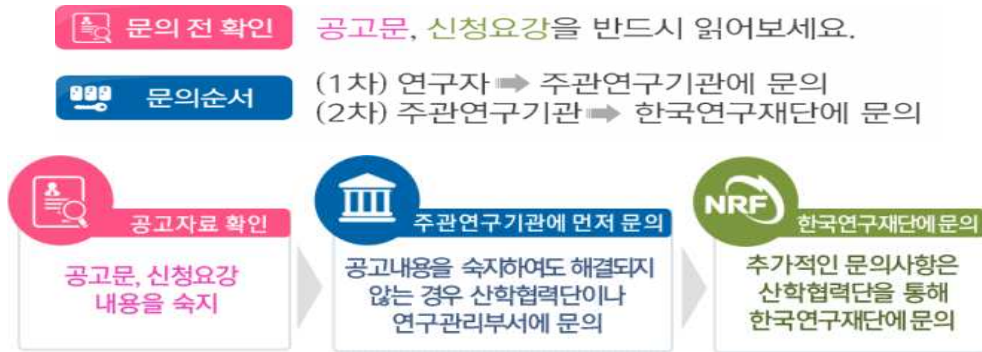 문의 전 확인 공고문, 신청요강을 반드시 읽어보세요.
문의순서 (1차) 연구자 ➡ 주관연구기관에 문의
(2차) 주관연구기관 ➡ 한국연구재단에 문의
공고자료 확인
공고문, 신청요강
내용을 숙지
주관연구기관에 먼저 문의
공고내용을 숙지하여도 해결되지
않는 경우 산학협력단이나
연구관리부서에 문의
NRF
한국연구재단에 문의
추가적인 문의사항은
산학협력단을 통해
한국연구재단에 문의